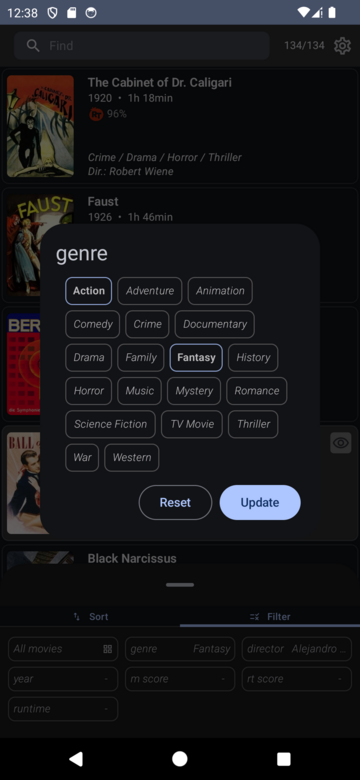 12:38
Find
134/134
The Cabinet of Dr. Caligari
1920 • 1h 18min
96%
Crime / Drama / Horror / Thriller
Dir.: Robert Wiene
Faust
1926 • 1h 46min
FAUST
genre
Action Adventure Animation
Comedy Crime Documentary
Drama Family Fantasy History
Horror Music Mystery Romance
Science Fiction TV Movie Thriller
War Western
Reset Update
Black Narcissus
Sort Filter
All movies genre Fantasy director Alejandro ...
year - m score - rt score -
runtime -